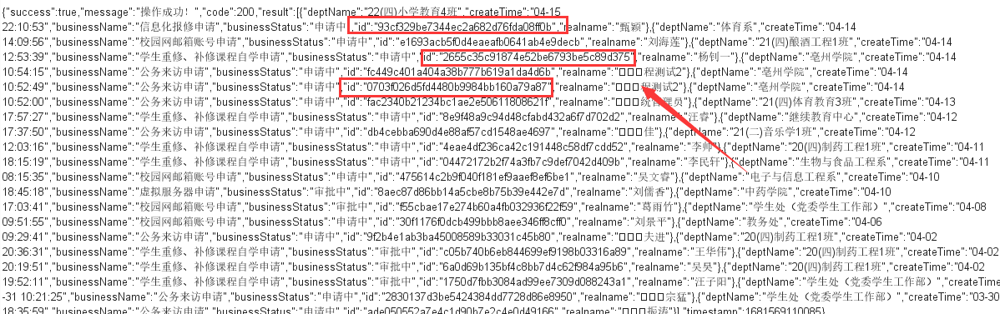 {"success":true,"message":"操作成功！","code":200,"result":[{"deptName":"22(四)小学教育4班","createTime":"04-15
22:10:53","businessName":"信息化报修申请","businessStatus":"申请中","id":"93cf329be7344ec2a682d76fda08ff0b","realname":"甄颖"},{"deptName":"体育系","createTime":"04-14
14:09:56","businessName":"校园网邮箱账号申请","businessStatus":"申请中","id":"e1693acb5f0d4eaeafb0641ab4e9decb","realname":"刘海莲"},{"deptName":"21(四)酿酒工程1班","createTime":"04-14
12:53:39","businessName":"学生重修、补修课程自学申请","businessStatus":"申请中","id":"2655c35c91874e52be6793be5c89d375","realname":"杨钊一"},{"deptName":"亳州学院","createTime":"04-14
10:54:15","businessName":"公务来访申请","businessStatus":"申请中","id":"fc449c401a404a38b777b619a1da4d6b","realname":"□□□程测试2"},{"deptName":"亳州学院","createTime":"04-14
10:52:49","businessName":"公务来访申请","businessStatus":"申请中","id":"0703f026d5fd4480b9984bb160a79a87","realname":"□□□程测试2"},{"deptName":"亳州学院","createTime":"04-14
10:52:00","businessName":"公务来访申请","businessStatus":"申请中","id":"fac2340b21234bc1ae2e50611808621f","realname":"□□□统管理员"},{"deptName":"21(四)体育教育3班","createTime":"04-13
17:57:27","businessName":"学生重修、补修课程自学申请","businessStatus":"申请中","id":"8e9f48a9c94d48cfabd432a6f7d702d2","realname":"汪睿"},{"deptName":"继续教育中心","createTime":"04-12
17:37:50","businessName":"公务来访申请","businessStatus":"申请中","id":"db4cebba690d4e88af57cd1548ae4697","realname":"□□□佳"},{"deptName":"21(二)音乐学1班","createTime":"04-12
12:03:16","businessName":"学生重修、补修课程自学申请","businessStatus":"申请中","id":"4eae4df236ca42c191448c58df7cdd52","realname":"李帅"},{"deptName":"20(四)制药工程1班","createTime":"04-11
18:15:19","businessName":"学生重修、补修课程自学申请","businessStatus":"申请中","id":"04472172b2f74a3fb7c9def7042d409b","realname":"李民轩"},{"deptName":"生物与食品工程系","createTime":"04-11
08:15:35","businessName":"校园网邮箱账号申请","businessStatus":"申请中","id":"475614c2b9f040f181ef9aaef8ef6be1","realname":"吴文睿"},{"deptName":"电子与信息工程系","createTime":"04-10
18:45:18","businessName":"虚拟服务器申请","businessStatus":"审批中","id":"8aec87d86bb14a5cbe8b75b39e442e7d","realname":"刘儒香"},{"deptName":"中药学院","createTime":"04-10
17:03:41","businessName":"校园网邮箱账号申请","businessStatus":"审批中","id":"f55cbae17e274b60a4fb032936f22f59","realname":"葛雨竹"},{"deptName":"学生处（党委学生工作部）","createTime":"04-08
09:51:55","businessName":"校园网邮箱账号申请","businessStatus":"申请中","id":"30f1176f0dcb499bbb8aee346ff8cff0","realname":"刘景平"},{"deptName":"教务处","createTime":"04-06
09:29:41","businessName":"公务来访申请","businessStatus":"申请中","id":"9f2b4e1ab3ba45008589b33031c45b80","realname":"□□□夫进"},{"deptName":"20(四)制药工程1班","createTime":"04-02
20:36:31","businessName":"学生重修、补修课程自学申请","businessStatus":"审批中","id":"c05b740b6eb844699ef9198b03316a89","realname":"王华伟"},{"deptName":"20(四)制药工程1班","createTime":"04-02
20:19:51","businessName":"学生重修、补修课程自学申请","businessStatus":"审批中","id":"6a0d69b135bf4c8bb7d4c62f984a95b6","realname":"吴昊"},{"deptName":"20(四)制药工程1班","createTime":"04-02
19:52:11","businessName":"学生重修、补修课程自学申请","businessStatus":"审批中","id":"1750d7fbb3084ad99ee7309d088243a1","realname":"汪子阳"},{"deptName":"学生处（党委学生工作部）","createTime":"03
-31 10:21:25","businessName":"公务来访申请","businessStatus":"申请中","id":"2830137d3be5424384dd7728d86e8950","realname":"□□□宗猛"},{"deptName":"学生处（党委学生工作部）","createTime":"03-30
18:35:59","businessName":"公务来访申请","businessStatus":"申请中","id":"ade050552a7e4c1d90b7e2c4e0d49166","realname":"□□□振涛"}],"timestamp":1681569110085}